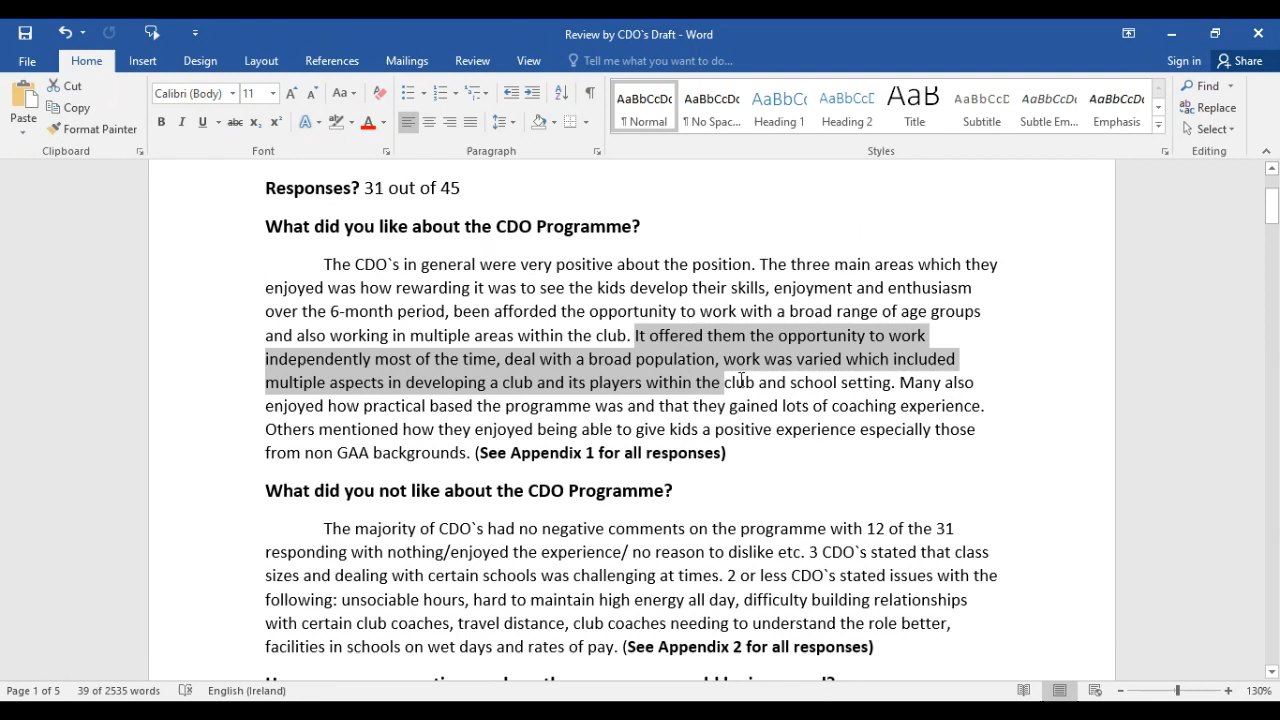 Review by CDO`s Draft - Word
File Home Insert Design Layout References Mailings Review View Tell me what you want to do... Sign in Share
Paste
Cut
Copy
Format Painter
Clipboard
Calibri (Body) 11
Font
Paragraph
AaBbCcDc AaBbCcDc AaBbCc AaBbCcD AaB AaBbCcD AaBbCcDc AaBbCcDc
¶ Normal ¶ No Spac... Heading 1 Heading 2 Title Subtitle Subtle Em... Emphasis
Styles
Find
Replace
Select
Editing
Responses? 31 out of 45
What did you like about the CDO Programme?
The CDO`s in general were very positive about the position. The three main areas which they
enjoyed was how rewarding it was to see the kids develop their skills, enjoyment and enthusiasm
over the 6-month period, been afforded the opportunity to work with a broad range of age groups
and also working in multiple areas within the club. It offered them the opportunity to work
independently most of the time, deal with a broad population, work was varied which included
multiple aspects in developing a club and its players within the club and school setting. Many also
enjoyed how practical based the programme was and that they gained lots of coaching experience.
Others mentioned how they enjoyed being able to give kids a positive experience especially those
from non GAA backgrounds. (See Appendix 1 for all responses)
What did you not like about the CDO Programme?
The majority of CDO`s had no negative comments on the programme with 12 of the 31
responding with nothing/enjoyed the experience/ no reason to dislike etc. 3 CDO`s stated that class
sizes and dealing with certain schools was challenging at times. 2 or less CDO`s stated issues with the
following: unsociable hours, hard to maintain high energy all day, difficulty building relationships
with certain club coaches, travel distance, club coaches needing to understand the role better,
facilities in schools on wet days and rates of pay. (See Appendix 2 for all responses)
Page 1 of 5 39 of 2535 words English (Ireland) 130%